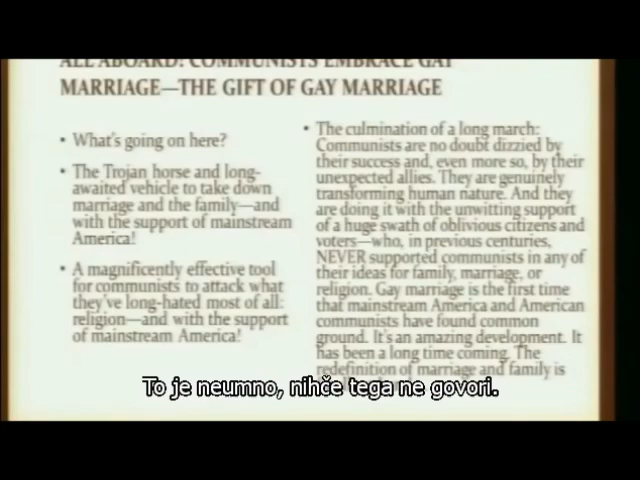 ALL ABOARD: COMMUNISTS EMBRACE GAY
MARRIAGE—THE GIFT OF GAY MARRIAGE
• What's going on here?
• The Trojan horse and long-
awaited vehicle to take down
marriage and the family—and
with the support of mainstream
America!
• A magnificently effective tool
for communists to attack what
they've long-hated most of all:
religion—and with the support
of mainstream America!
• The culmination of a long march:
Communists are no doubt dizzied by
their success and, even more so, by their
unexpected allies. They are genuinely
transforming human nature. And they
are doing it with the unwitting support
of a huge swath of oblivious citizens and
voters—who, in previous centuries,
NEVER supported communists in any of
their ideas for family, marriage, or
religion. Gay marriage is the first time
that mainstream America and American
communists have found common
ground. It's an amazing development. It
has been a long time coming. The
redefinition of marriage and family is
To je neumno, nihče tega ne govori.